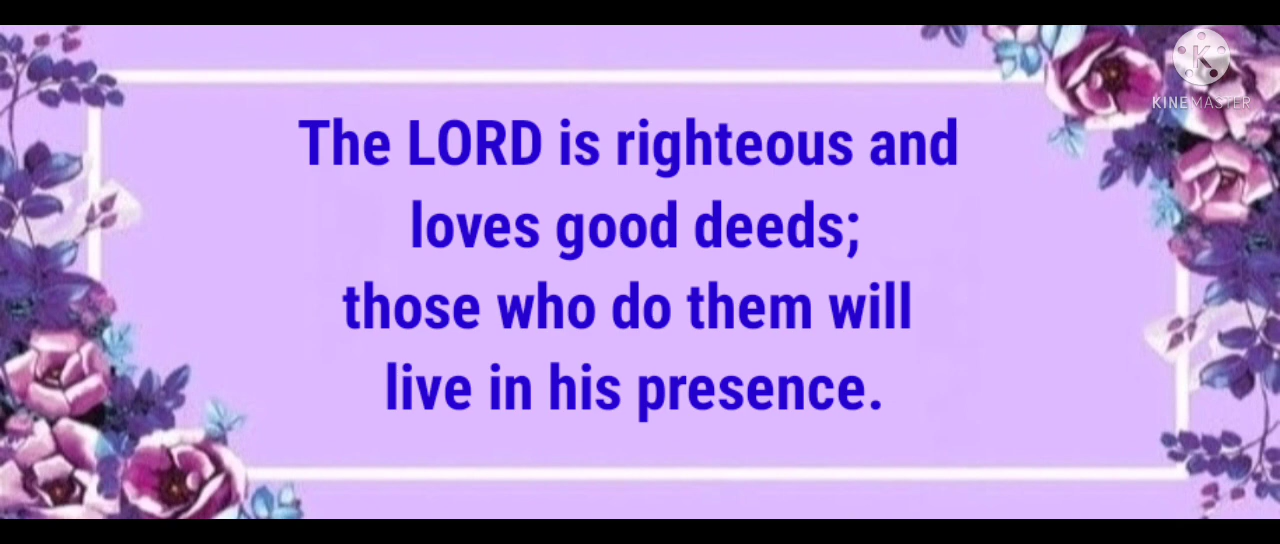 KINEMASTER
The LORD is righteous and
loves good deeds;
those who do them will
live in his presence.